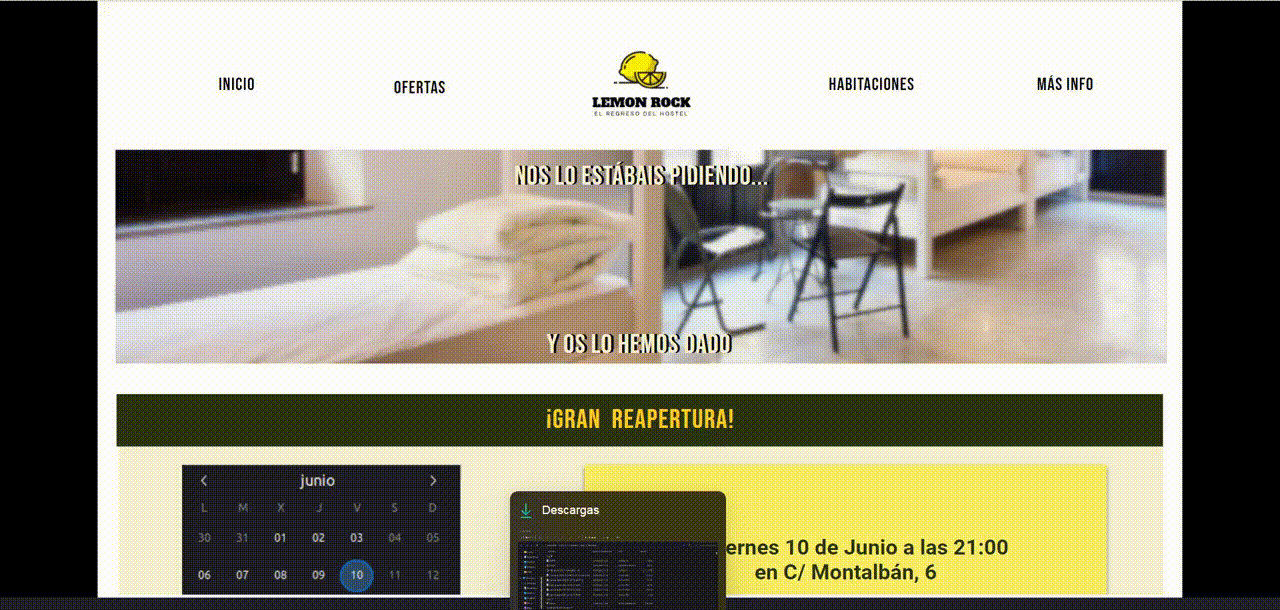 INICIO
OFERTAS
LEMON ROCK
EL REGRESO DEL HOSTEL
HABITACIONES
MÁS INFO
NOS LO ESTÁBAIS PIDIENDO...
Y OS LO HEMOS DADO
¡GRAN REAPERTURA!
junio
L M X J V S D
30 31 01 02 03 04 05
06 07 08 09 10 11 12
Descargas
ernes 10 de Junio a las 21:00
en C/ Montalbán, 6